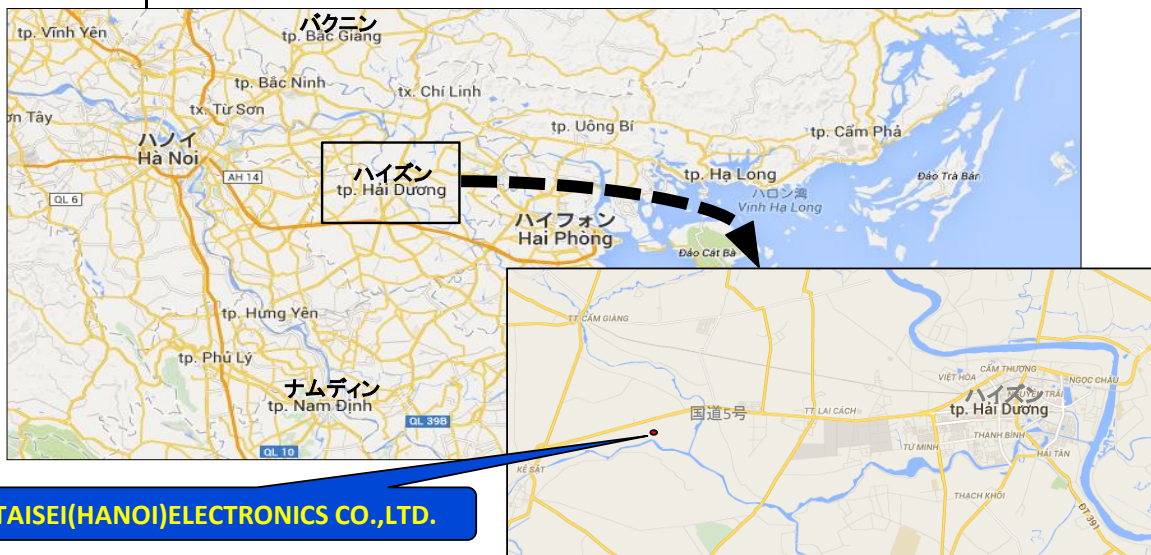 バクニン
tp. Bắc Giang
tp. Vĩnh Yên
tp. Bắc Ninh
tx. Chí Linh
tx. Từ Sơn
ơn Tây
tp. Uông Bí
tp. Cẩm Phả
ハノイ
Hà Noi
AH 14
ハイズン
tp. Hải Dương
tp. Hạ Long
Đảo Trà Bản
QL 6
ハロン湾
Vịnh Hạ Long
ハイフォン
Hai Phòng
Đảo Cát Bà
tp. Hưng Yên
tp. Phủ Lý
ナムディン
tp. Nam Định
QL 39B
QL 10
TT. CẨM GIÀNG
VIỆT HÒA
CẨM THƯỢNG
NGỌC CHÂU
ハイズン
NGUYỄN TRÃI
tp. Hải Dương
国道5号
TT. LAI CÁCH
TỨ MINH
THANH BÌNH
HẢI TÂN
KẺ SẶT
THẠCH KHÔI
ĐT 391
TAISEI(HANOI)ELECTRONICS CO.,LTD.